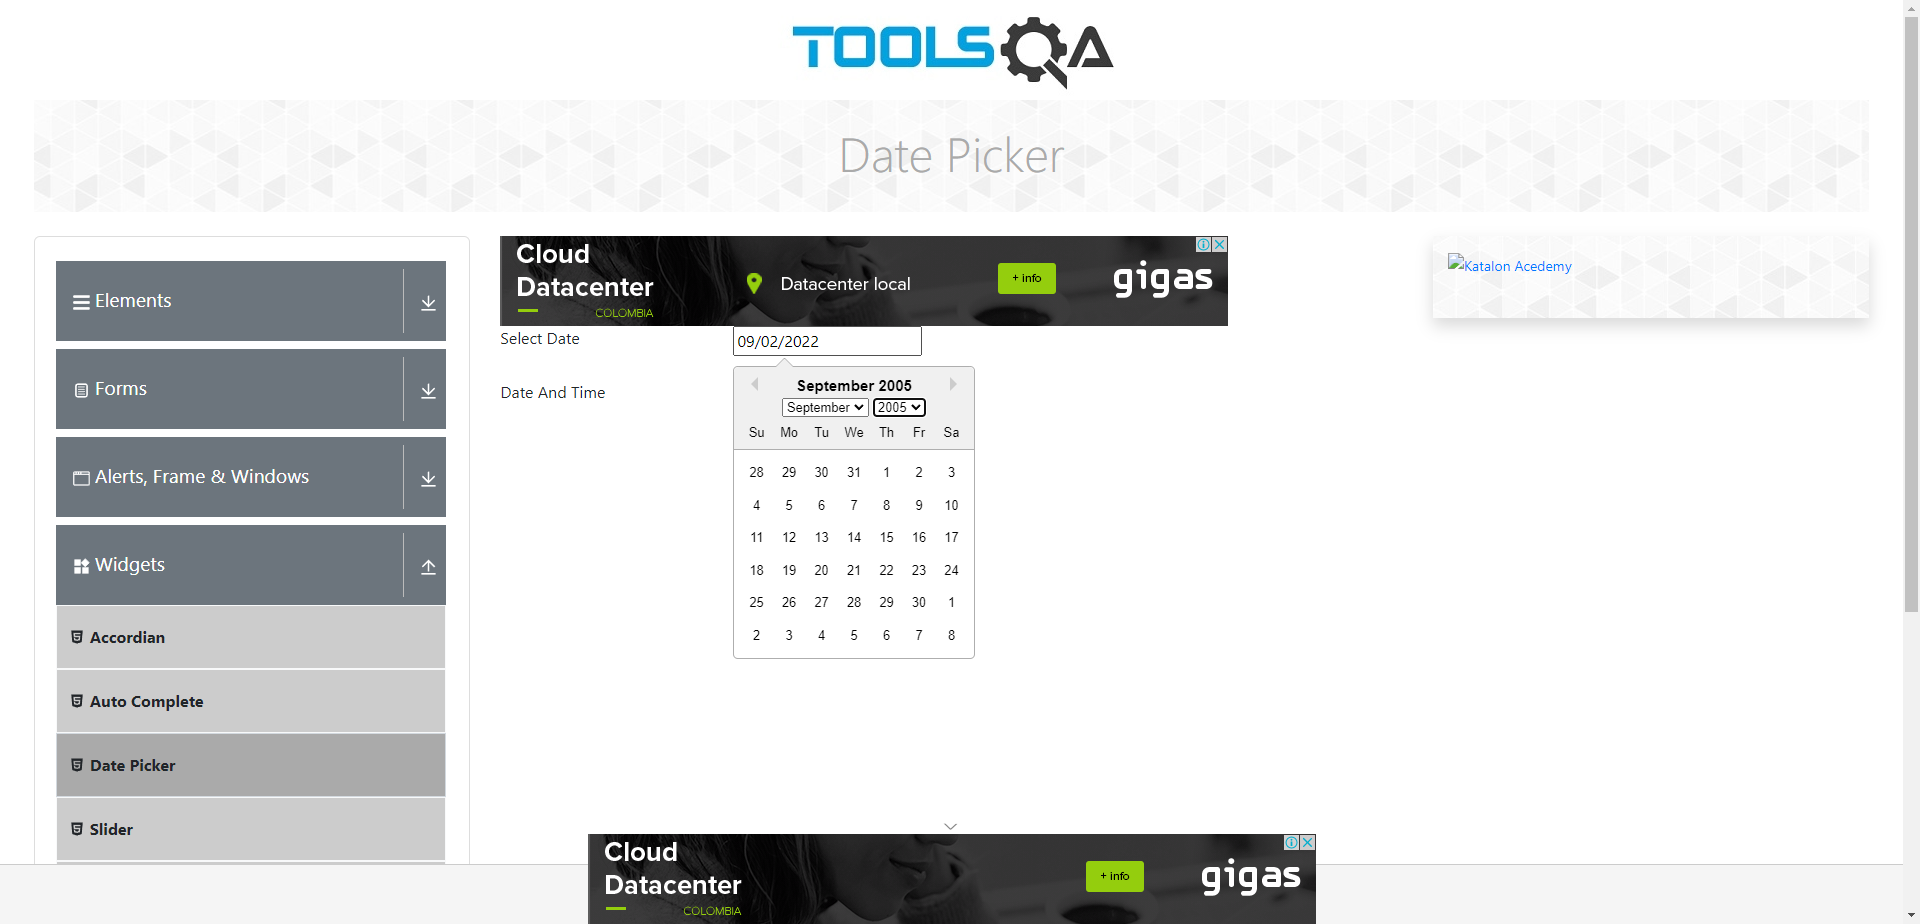 TOOLSQA
Date Picker
Elements
Forms
Alerts, Frame & Windows
Widgets
Accordian
Auto Complete
Date Picker
Slider
Cloud
Datacenter
COLOMBIA
Datacenter local
+ info
gigas
Select Date
09/02/2022
Date And Time
September 2005
September 2005
Su Mo Tu We Th Fr Sa
28 29 30 31 1 2 3
4 5 6 7 8 9 10
11 12 13 14 15 16 17
18 19 20 21 22 23 24
25 26 27 28 29 30 1
2 3 4 5 6 7 8
Katalon Acedemy
Cloud
Datacenter
COLOMBIA
+ info
gigas